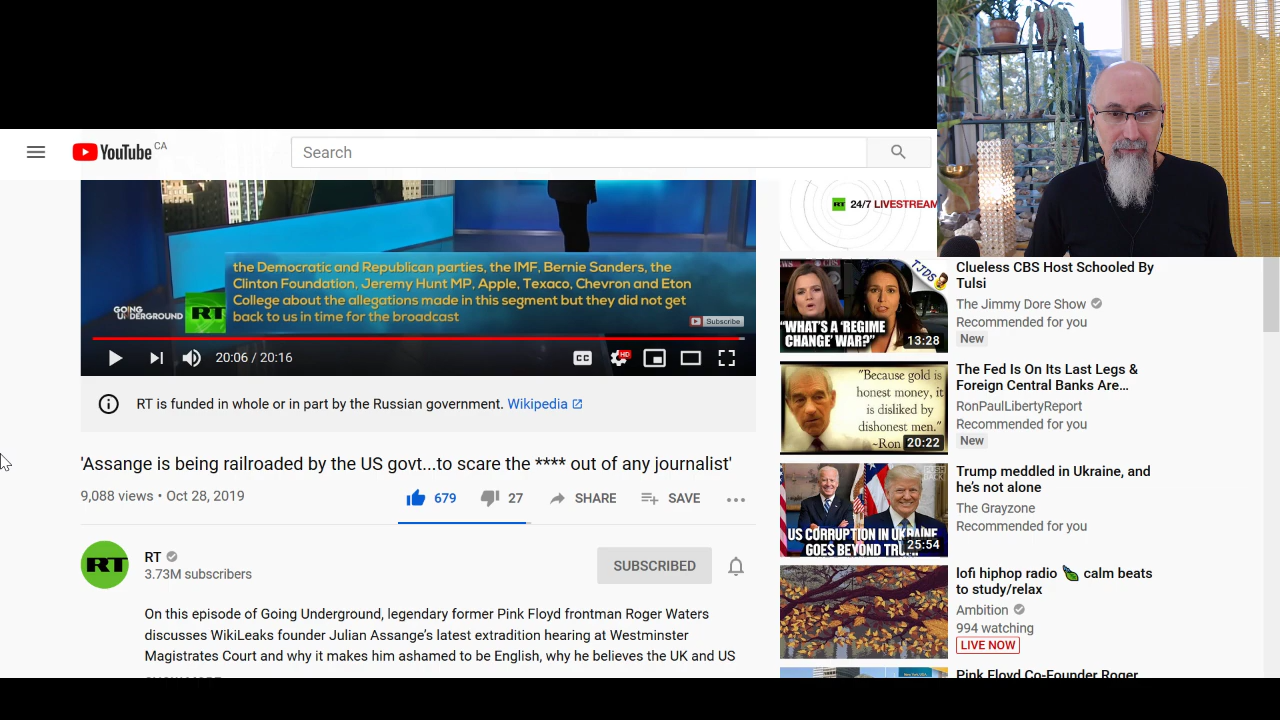 YouTube CA
Search
the Democratic and Republican parties, the IMF, Bernie Sanders, the
Clinton Foundation, Jeremy Hunt MP, Apple, Texaco, Chevron and Eton
College about the allegations made in this segment but they did not get
back to us in time for the broadcast
GOING
UNDERGROUND
RT
Subscribe
20:06 / 20:16
CC
HD
RT is funded in whole or in part by the Russian government. Wikipedia
'Assange is being railroaded by the US govt...to scare the **** out of any journalist'
9,088 views • Oct 28, 2019
679
27
SHARE
SAVE
RT
3.73M subscribers
SUBSCRIBED
On this episode of Going Underground, legendary former Pink Floyd frontman Roger Waters
discusses WikiLeaks founder Julian Assange's latest extradition hearing at Westminster
Magistrates Court and why it makes him ashamed to be English, why he believes the UK and US
RT 24/7 LIVESTREAM
TJDS
"WHAT'S A 'REGIME
CHANGE' WAR?"
13:28
Clueless CBS Host Schooled By
Tulsi
The Jimmy Dore Show
Recommended for you
New
"Because gold is
honest money, it
is disliked by
dishonest men."
~Ron
20:22
The Fed Is On Its Last Legs &
Foreign Central Banks Are...
RonPaulLibertyReport
Recommended for you
New
US CORRUPTION IN UKRAINE
GOES BEYOND
25:54
Trump meddled in Ukraine, and
he's not alone
The Grayzone
Recommended for you
lofi hiphop radio 🍃 calm beats
to study/relax
Ambition
994 watching
LIVE NOW
Pink Floyd Co-Founder Roger